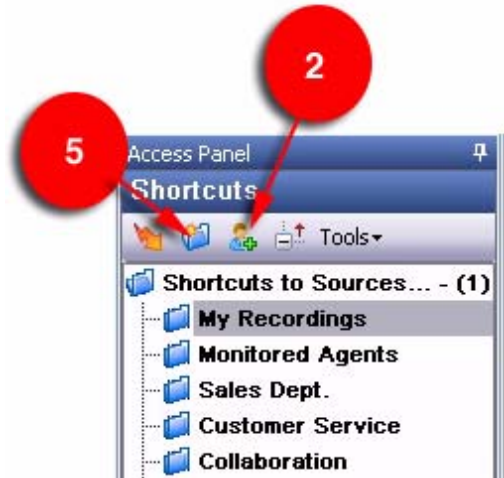 2
5
Access Panel
Shortcuts
Tools
Shortcuts to Sources... - (1)
My Recordings
Monitored Agents
Sales Dept.
Customer Service
Collaboration